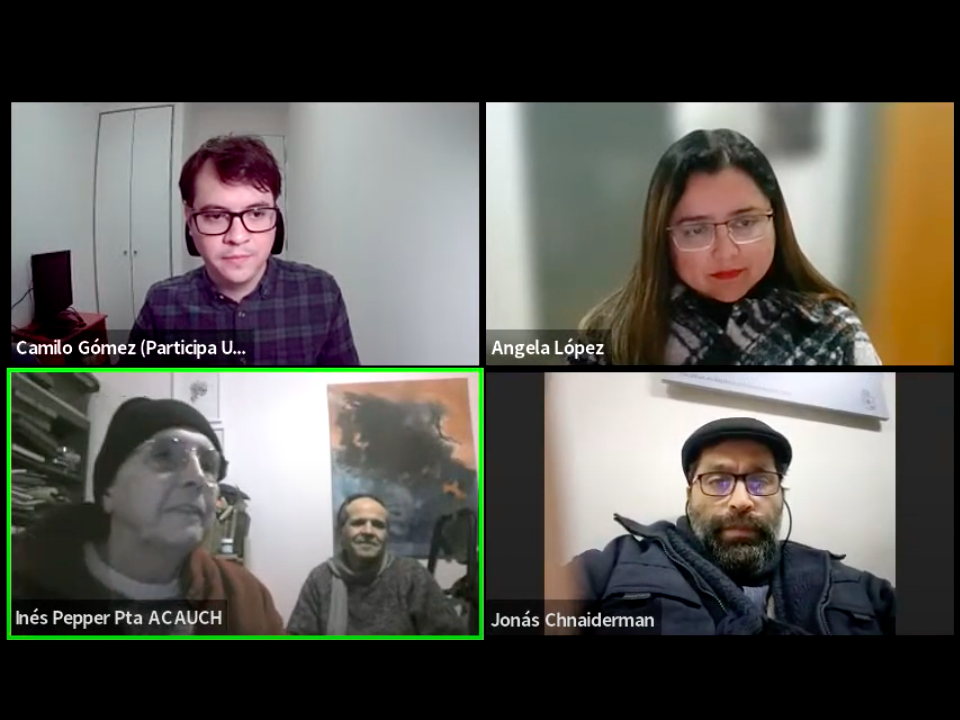 Camilo Gómez (Participa U...
Angela López
Inés Pepper Pta ACAUCH
Jonás Chnaiderman